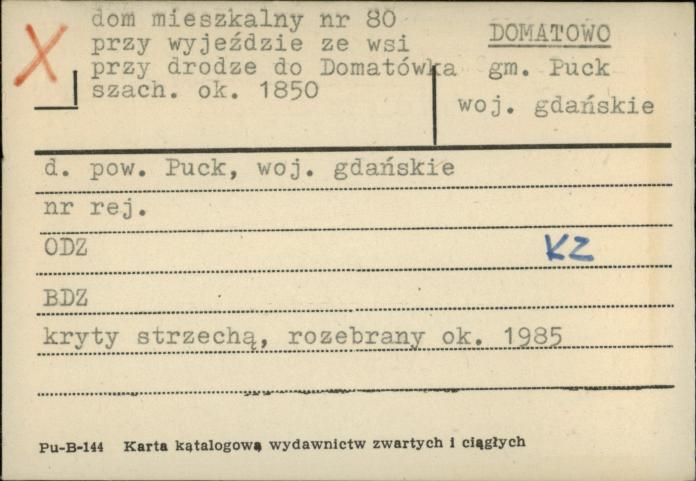 dom mieszkalny nr 80
przy wyjeździe ze wsi
przy drodze do Domatówka
szach. ok. 1850
DOMATOWO
gm. Puck
woj. gdańskie
d. pow. Puck, woj. gdańskie
nr rej.
ODZ
KZ
BDZ
kryty strzechą, rozebrany ok. 1985
Pu-B-144 Karta katalogowa wydawnictw zwartych i ciągłych